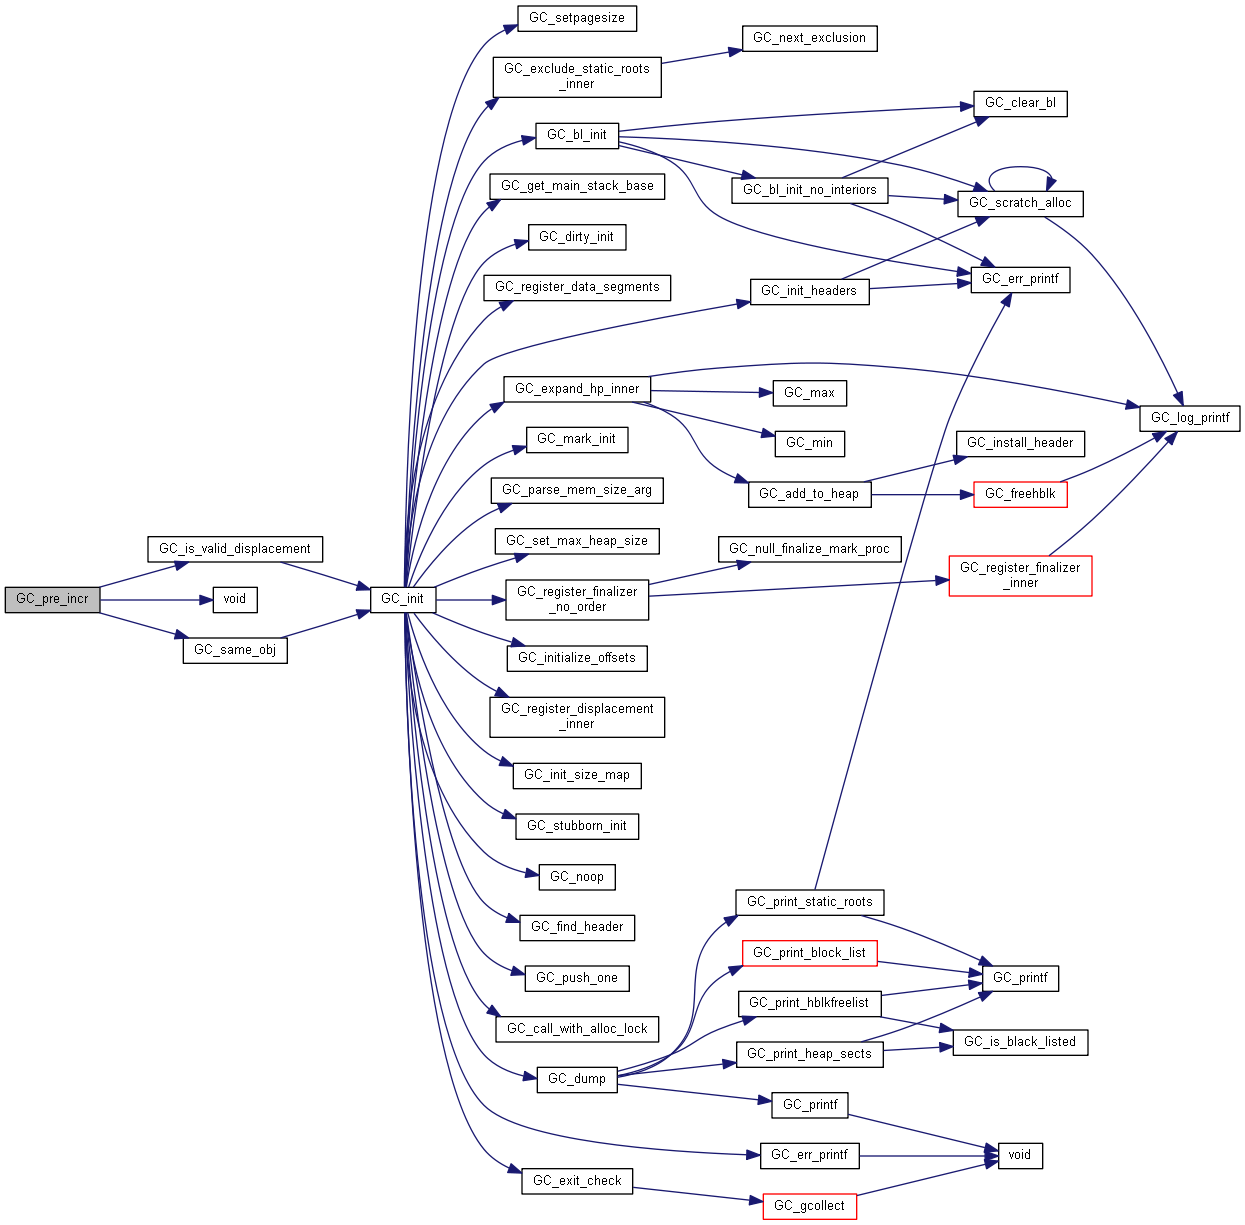 GC_setpagesize
GC_next_exclusion
GC_exclude_static_roots
_inner
GC_clear_bl
GC_bl_init
GC_get_main_stack_base
GC_bl_init_no_interiors
GC_scratch_alloc
GC_dirty_init
GC_err_printf
GC_register_data_segments
GC_init_headers
GC_expand_hp_inner
GC_max
GC_log_printf
GC_mark_init
GC_min
GC_install_header
GC_parse_mem_size_arg
GC_add_to_heap
GC_freehblk
GC_is_valid_displacement
GC_set_max_heap_size
GC_null_finalize_mark_proc
GC_register_finalizer
_inner
GC_pre_incr
void
GC_init
GC_register_finalizer
_no_order
GC_same_obj
GC_initialize_offsets
GC_register_displacement
_inner
GC_init_size_map
GC_stubborn_init
GC_noop
GC_print_static_roots
GC_find_header
GC_print_block_list
GC_push_one
GC_printf
GC_print_hblkfreelist
GC_call_with_alloc_lock
GC_is_black_listed
GC_print_heap_sects
GC_dump
GC_printf
GC_err_printf
void
GC_exit_check
GC_gcollect